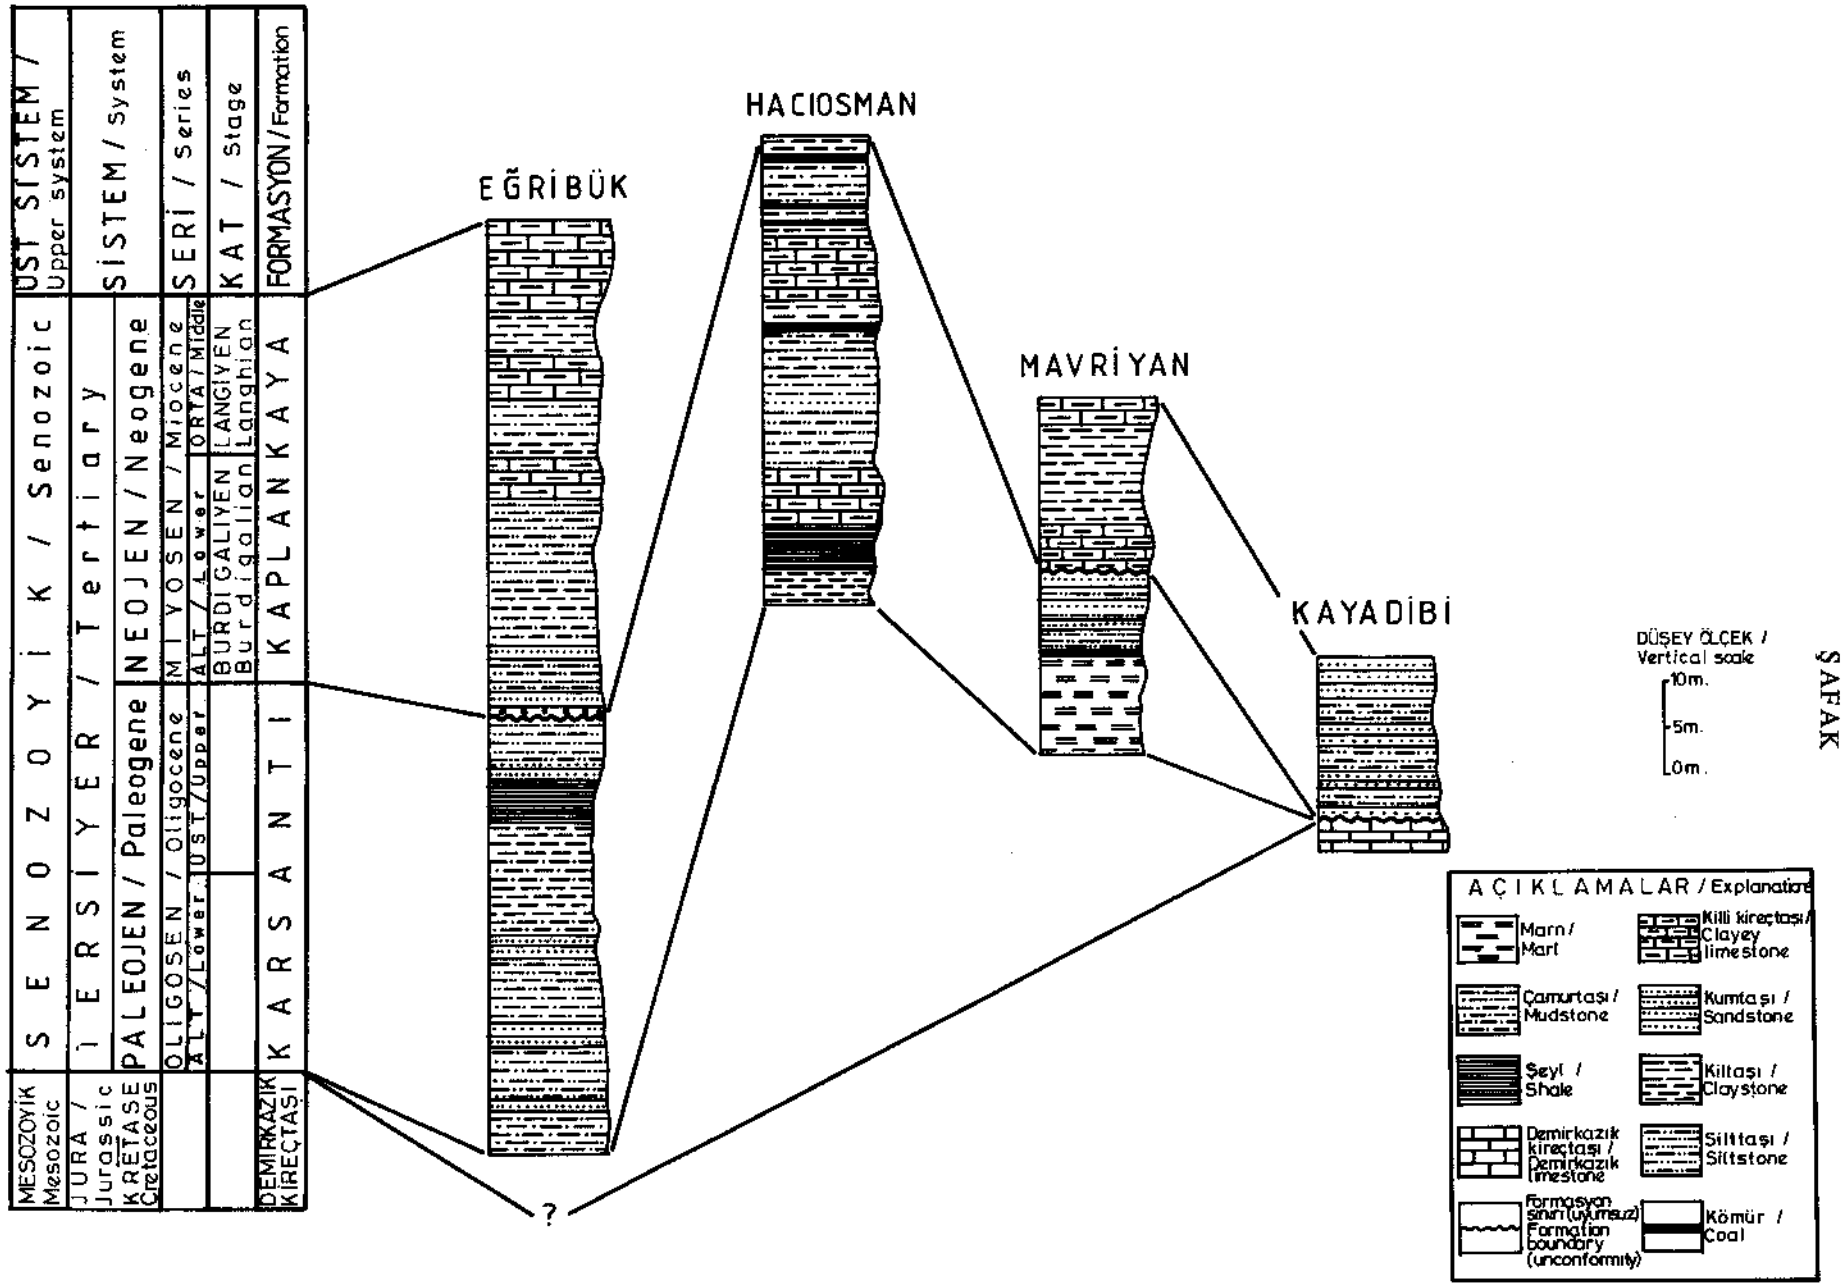 ÜST SİSTEM /
Upper system
SİSTEM / System
SERİ / Series
KAT / Stage
FORMASYON / Formation
SENOZOYİK / Senozoic
TERSİYER / Tertiary
NEOJEN / Neogene
MİYOSEN / Miocene
ORTA / Middle
ALT / Lower
LANGİYEN
Langhian
BURDİGALİYEN
Burdigalian
KAPLANKAYA
PALEOJEN / Paleogene
OLİGOSEN / Oligocene
ÜST / Upper
ALT / Lower
KARSANTI
MESOZOYİK
Mesozoic
JURA /
Jurassic
KRETASE
Cretaceous
DEMİRKAZIK
KİREÇTAŞI
EĞRİBÜK
HACIOSMAN
MAVRİYAN
KAYADİBİ
?
DÜŞEY ÖLÇEK /
Vertical scale
10m.
5m.
0m.
ŞAFAK
AÇIKLAMALAR / Explanation
Marn /
Marl
Killi kireçtaşı /
Clayey
limestone
Çamurtaşı /
Mudstone
Kumtaşı /
Sandstone
Şeyl /
Shale
Kiltaşı /
Claystone
Demirkazık
kireçtaşı /
Demirkazık
limestone
Silttaşı /
Siltstone
Formasyon
sınırı (uyumsuz)
Formation
boundary
(unconformity)
Kömür /
Coal